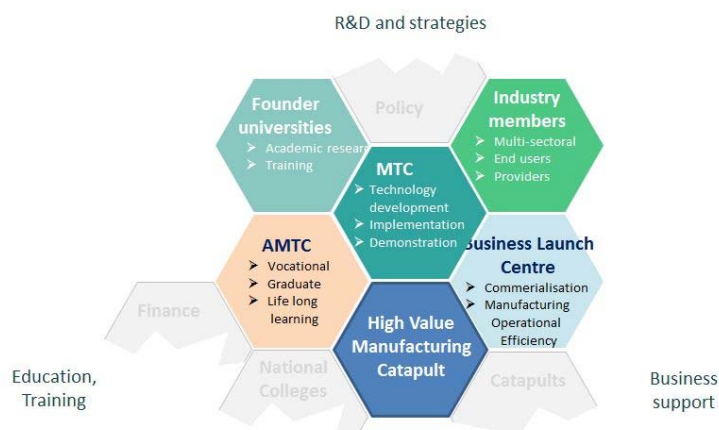 R&D and strategies
Policy
Founder
universities
➢ Academic resear
➢ Training
Industry
members
➢ Multi-sectoral
➢ End users
➢ Providers
MTC
➢ Technology
development
➢ Implementation
➢ Demonstration
AMTC
➢ Vocational
➢ Graduate
➢ Life long
learning
Business Launch
Centre
➢ Commerialisation
➢ Manufacturing
Operational
Efficiency
Finance
High Value
Manufacturing
Catapult
National
Colleges
Catapults
Education,
Training
Business
support